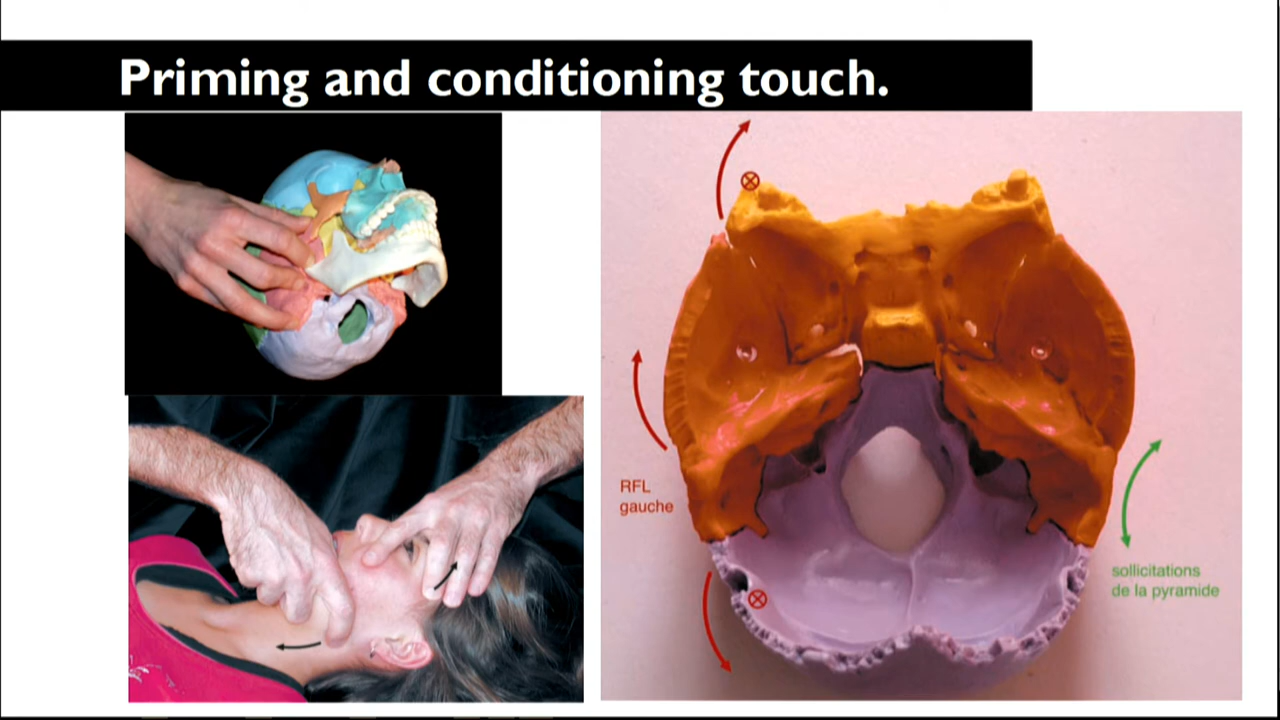 Priming and conditioning touch.
RFL
gauche
sollicitations
de la pyramide